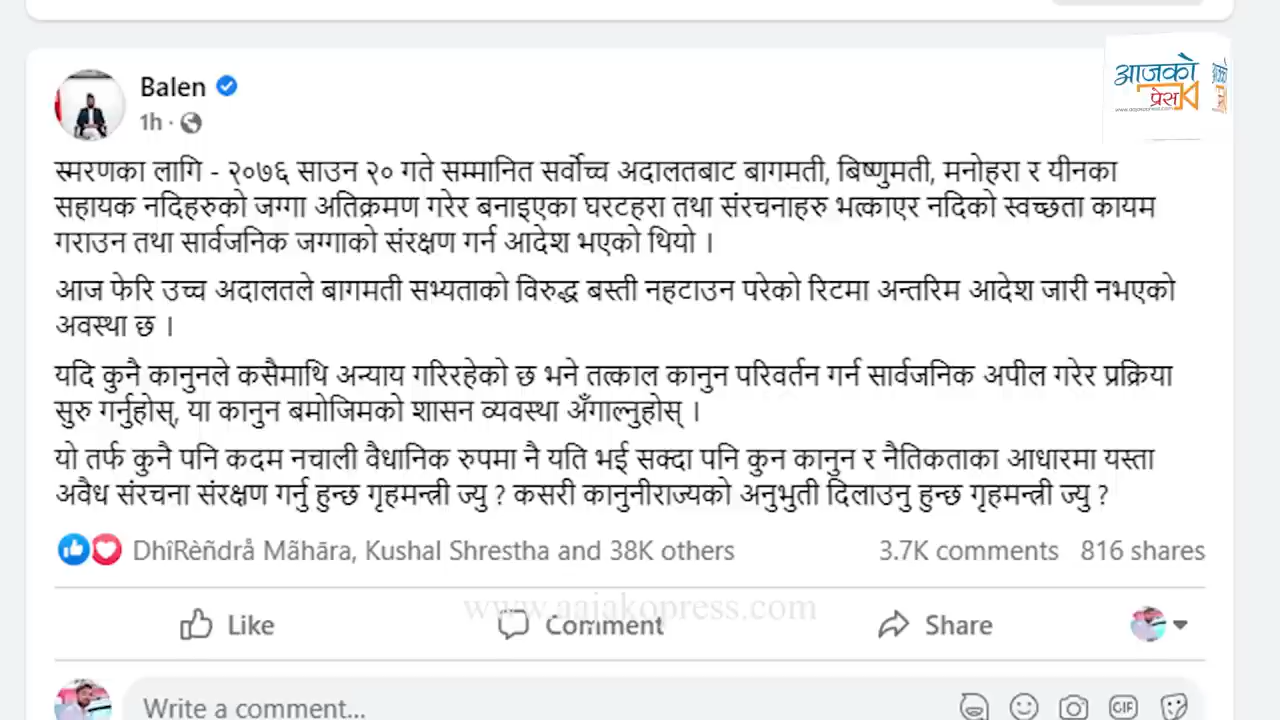 Balen
1h ·
आजको
प्रेस
www.aajakopress.com
स्मरणका लागि - २०७६ साउन २० गते सम्मानित सर्वोच्च अदालतबाट बागमती, बिष्णुमती, मनोहरा र यीनका
सहायक नदिहरुको जग्गा अतिक्रमण गरेर बनाइएका घरटहरा तथा संरचनाहरु भत्काएर नदिको स्वच्छता कायम
गराउन तथा सार्वजनिक जग्गाको संरक्षण गर्न आदेश भएको थियो ।
आज फेरि उच्च अदालतले बागमती सभ्यताको विरुद्ध बस्ती नहटाउन परेको रिटमा अन्तरिम आदेश जारी नभएको
अवस्था छ ।
यदि कुनै कानुनले कसैमाथि अन्याय गरिरहेको छ भने तत्काल कानुन परिवर्तन गर्न सार्वजनिक अपील गरेर प्रक्रिया
सुरु गर्नुहोस्, या कानुन बमोजिमको शासन व्यवस्था अँगाल्नुहोस् ।
यो तर्फ कुनै पनि कदम नचाली वैधानिक रुपमा नै यति भई सक्दा पनि कुन कानुन र नैतिकताका आधारमा यस्ता
अवैध संरचना संरक्षण गर्नु हुन्छ गृहमन्त्री ज्यु ? कसरी कानुनीराज्यको अनुभुती दिलाउनु हुन्छ गृहमन्त्री ज्यु ?
DhîRèñdrå Mãhāra, Kushal Shrestha and 38K others 3.7K comments 816 shares
www.aajakopress.com
Like Comment Share
Write a comment...
GIF